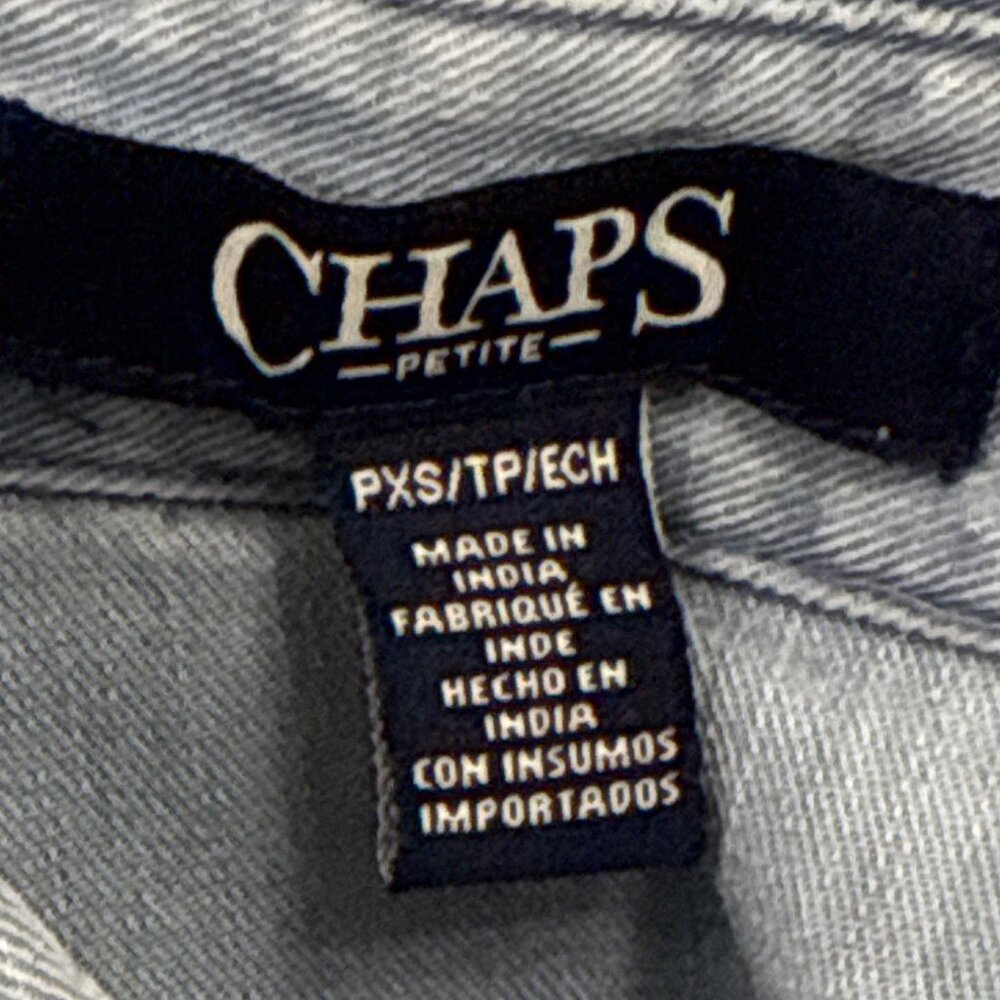 CHAPS
PETITE
PXS/TP/ECH
MADE IN
INDIA
FABRIQUÉ EN
INDE
HECHO EN
INDIA
CON INSUMOS
IMPORTADOS